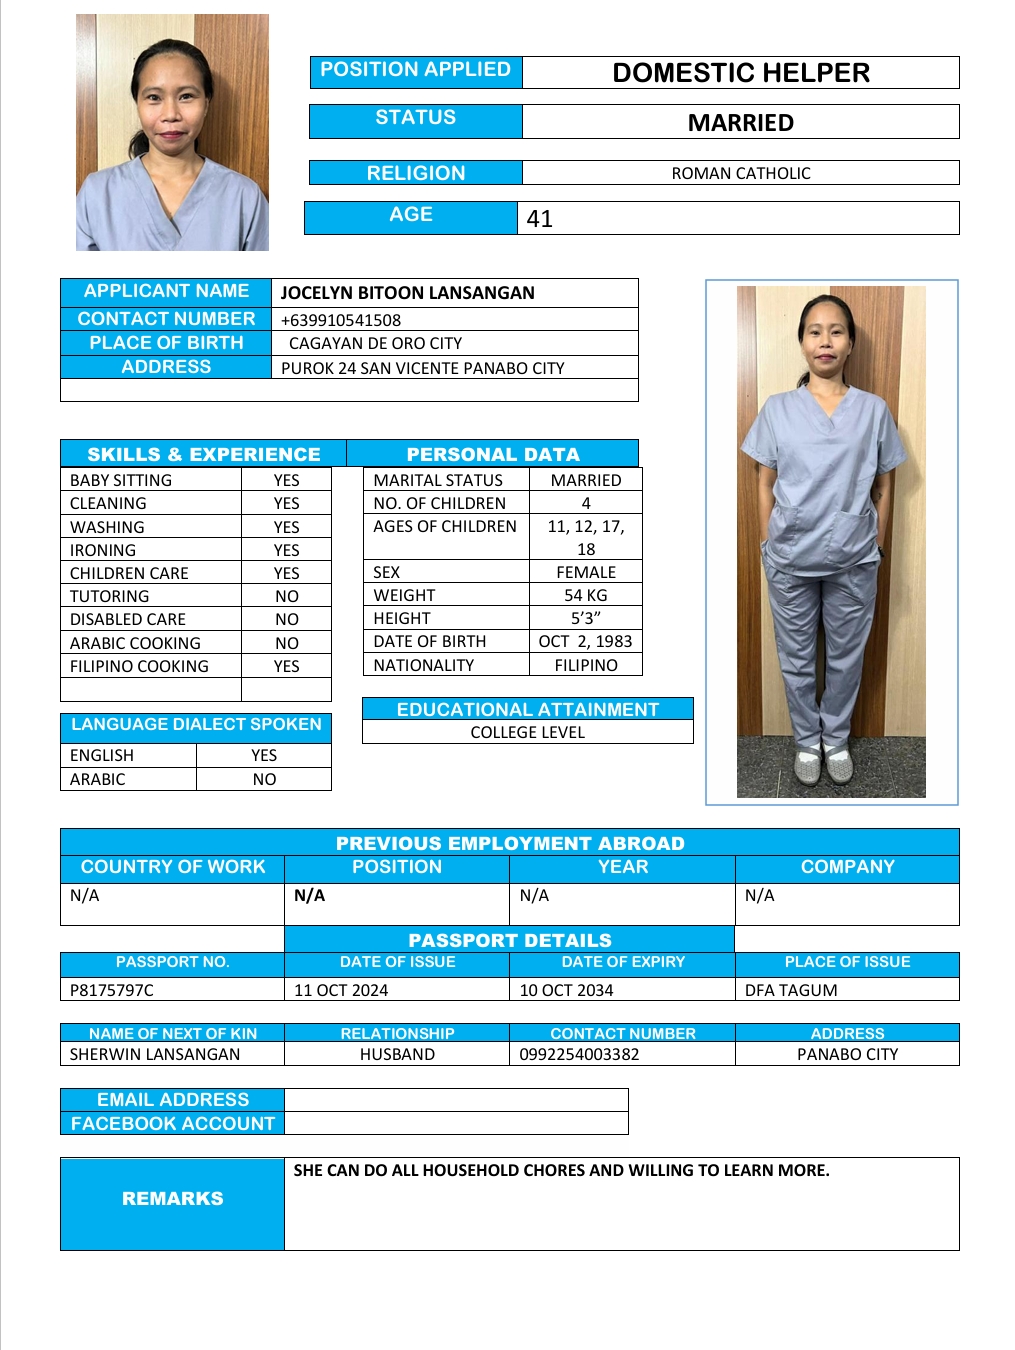 POSITION APPLIED DOMESTIC HELPER
STATUS MARRIED
RELIGION ROMAN CATHOLIC
AGE 41
APPLICANT NAME JOCELYN BITOON LANSANGAN
CONTACT NUMBER +639910541508
PLACE OF BIRTH CAGAYAN DE ORO CITY
ADDRESS PUROK 24 SAN VICENTE PANABO CITY
SKILLS & EXPERIENCE
BABY SITTING YES
CLEANING YES
WASHING YES
IRONING YES
CHILDREN CARE YES
TUTORING NO
DISABLED CARE NO
ARABIC COOKING NO
FILIPINO COOKING YES
LANGUAGE DIALECT SPOKEN
ENGLISH YES
ARABIC NO
PERSONAL DATA
MARITAL STATUS MARRIED
NO. OF CHILDREN 4
AGES OF CHILDREN 11, 12, 17,
18
SEX FEMALE
WEIGHT 54 KG
HEIGHT 5’3”
DATE OF BIRTH OCT 2, 1983
NATIONALITY FILIPINO
EDUCATIONAL ATTAINMENT
COLLEGE LEVEL
PREVIOUS EMPLOYMENT ABROAD
COUNTRY OF WORK POSITION YEAR COMPANY
N/A N/A N/A N/A
PASSPORT DETAILS
PASSPORT NO. DATE OF ISSUE DATE OF EXPIRY PLACE OF ISSUE
P8175797C 11 OCT 2024 10 OCT 2034 DFA TAGUM
NAME OF NEXT OF KIN RELATIONSHIP CONTACT NUMBER ADDRESS
SHERWIN LANSANGAN HUSBAND 0992254003382 PANABO CITY
EMAIL ADDRESS
FACEBOOK ACCOUNT
REMARKS SHE CAN DO ALL HOUSEHOLD CHORES AND WILLING TO LEARN MORE.